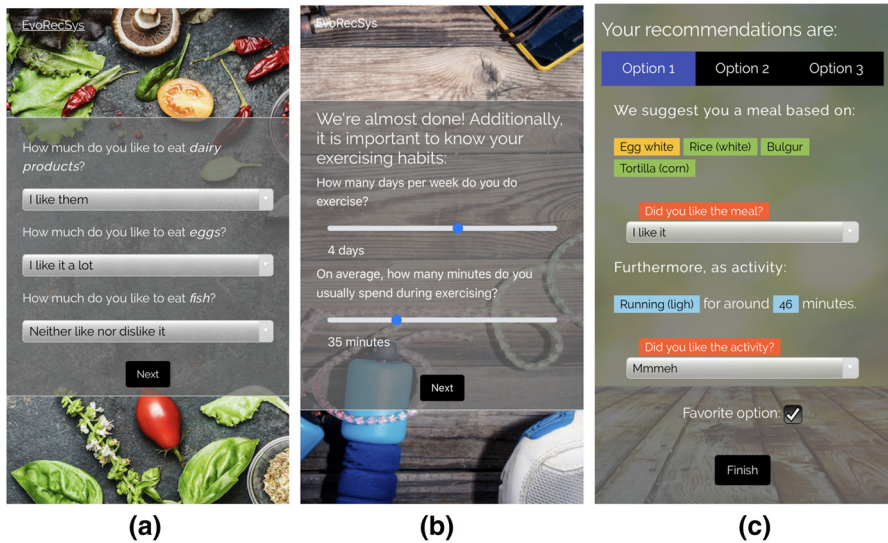 EvoRecSys
How much do you like to eat dairy
products?
I like them
How much do you like to eat eggs?
I like it a lot
How much do you like to eat fish?
Neither like nor dislike it
Next
(a)
EvoRecSys
We're almost done! Additionally,
it is important to know your
exercising habits:
How many days per week do you do
exercise?
4 days
On average, how many minutes do you
usually spend during exercising?
35 minutes
Next
(b)
Your recommendations are:
Option 1 Option 2 Option 3
We suggest you a meal based on:
Egg white Rice (white) Bulgur
Tortilla (corn)
Did you like the meal?
I like it
Furthermore, as activity:
Running (ligh) for around 46 minutes.
Did you like the activity?
Mmmeh
Favorite option:
Finish
(c)